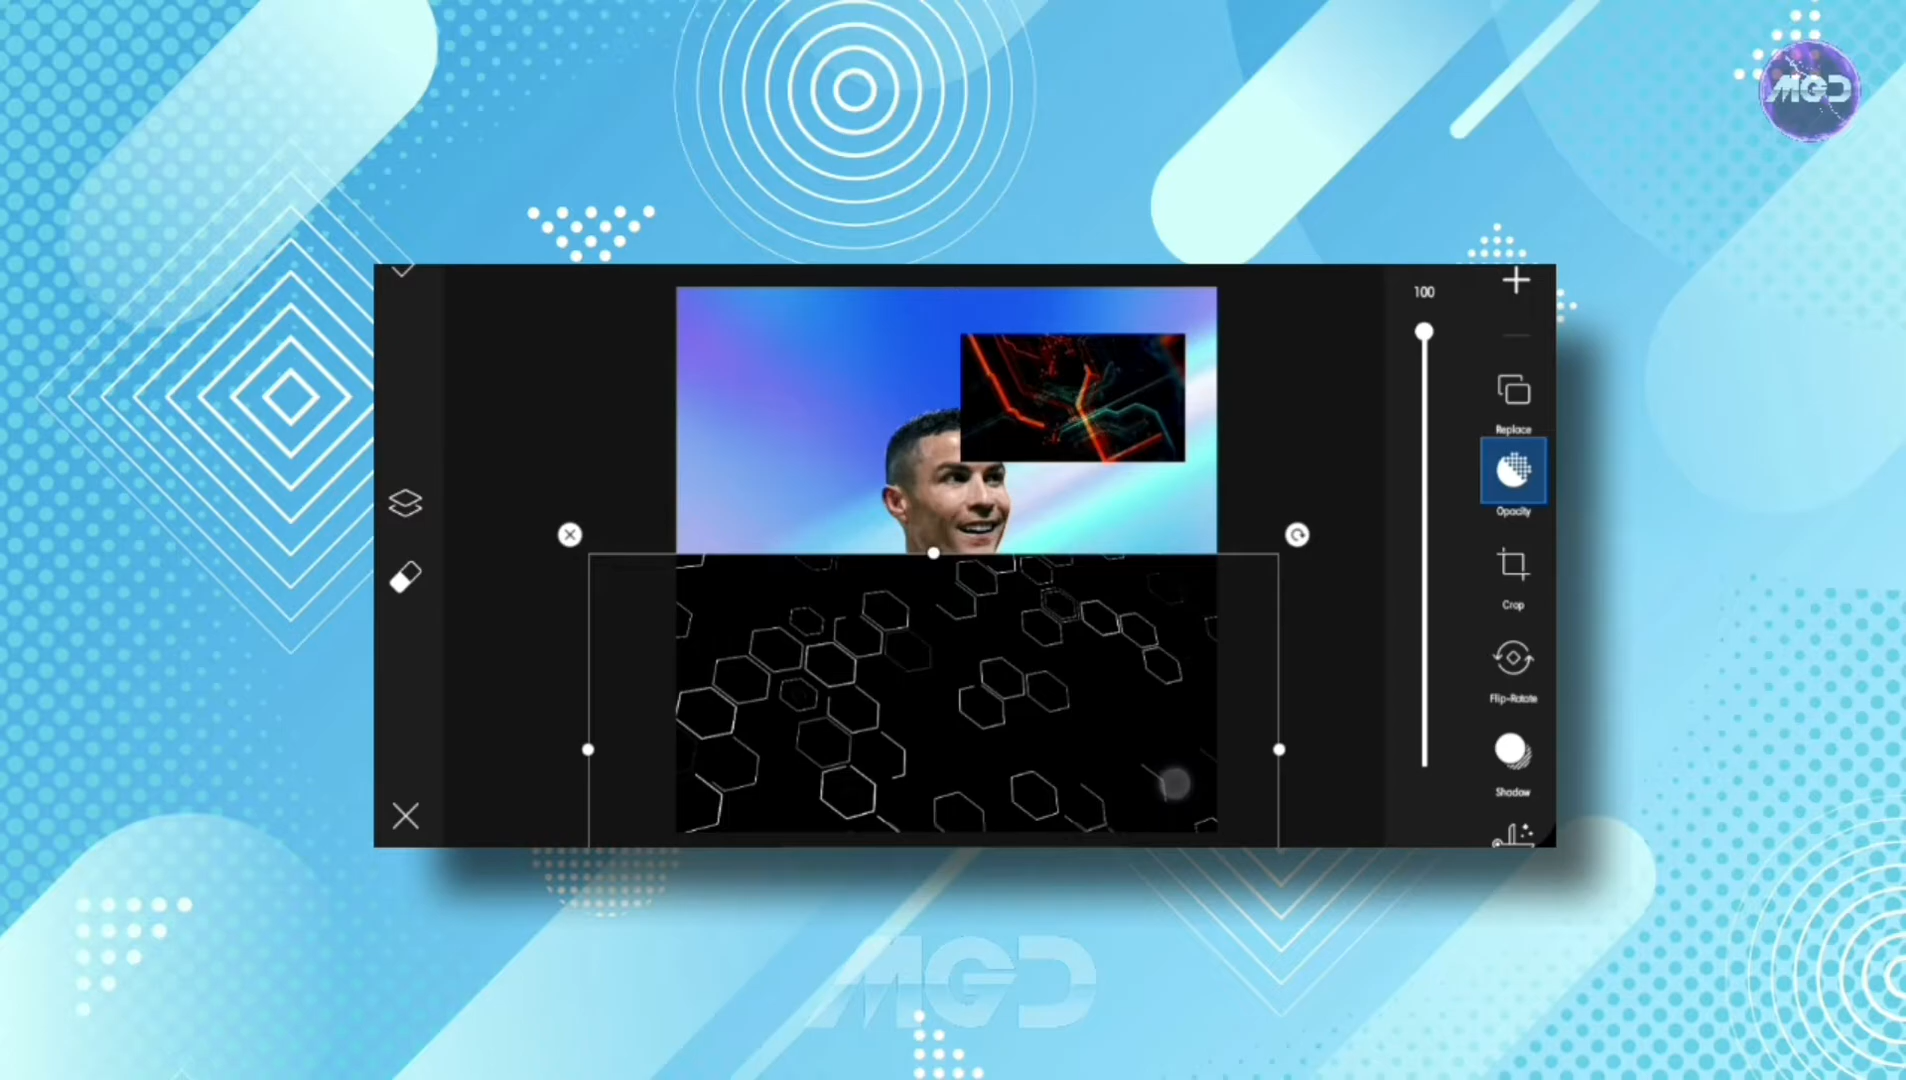 MGD
100
Replace
Opacity
Crop
Flip-Rotate
Shadow
MGD